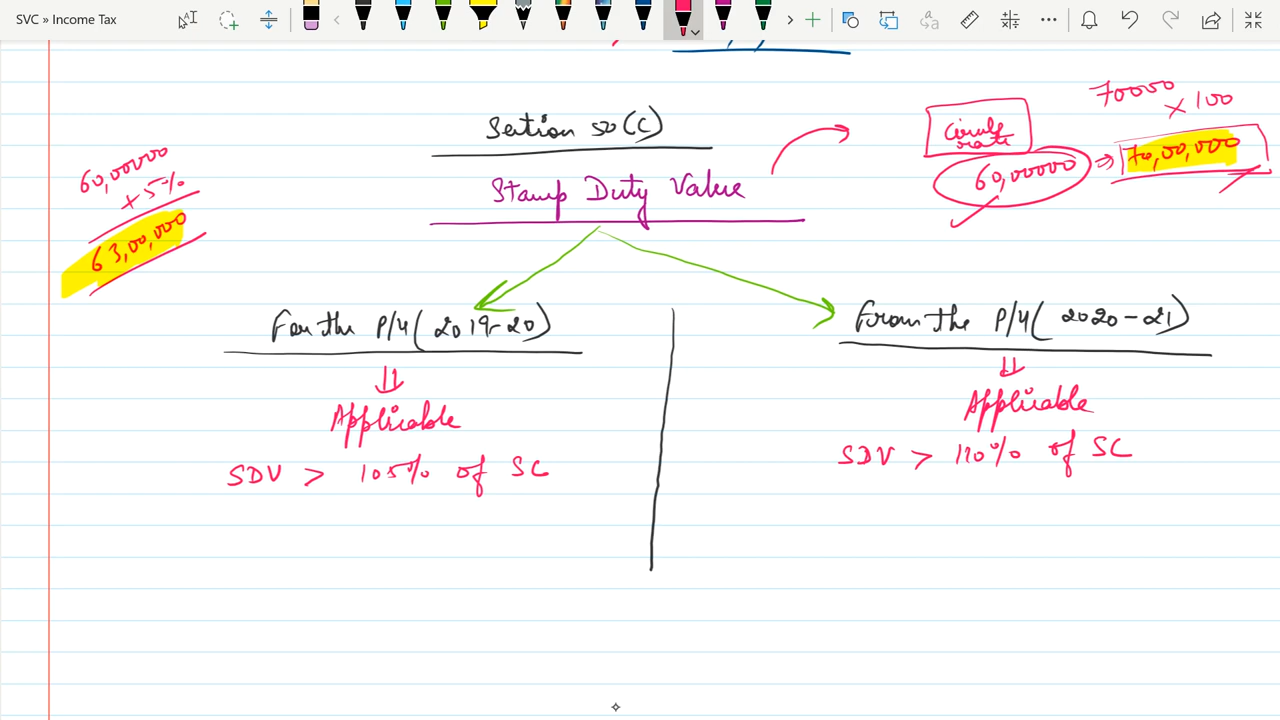 SVC » Income Tax
Section 50(C)
Stamp Duty Value
60,00000
+5%
63,00,000
Circle
rate
60,00000 ⇒ 70,00,000
70000
× 100
For the P/Y (2019-20)
Applicable
SDV > 105% of SC
From the P/Y (2020-21)
Applicable
SDV > 110% of SC